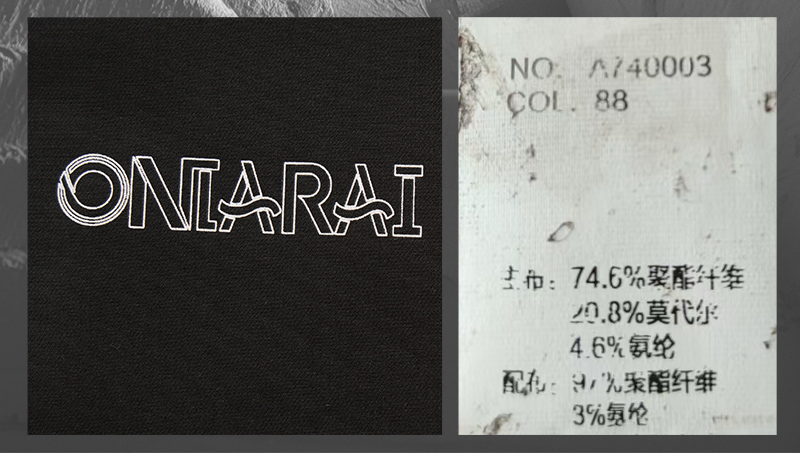 ONIARAI
NO. A740003
COL. 88
主布：74.6%聚酯纤维
20.8%莫代尔
4.6%氨纶
配布：97%聚酯纤维
3%氨纶